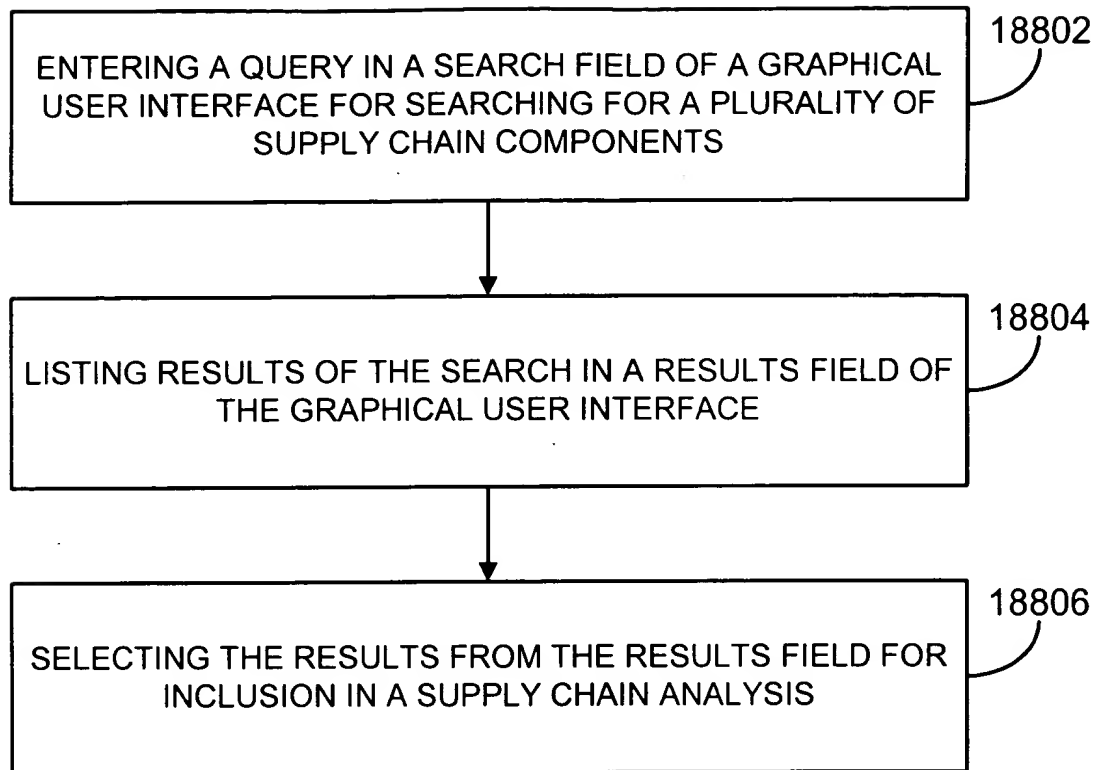 18802
ENTERING A QUERY IN A SEARCH FIELD OF A GRAPHICAL
USER INTERFACE FOR SEARCHING FOR A PLURALITY OF
SUPPLY CHAIN COMPONENTS
18804
LISTING RESULTS OF THE SEARCH IN A RESULTS FIELD OF
THE GRAPHICAL USER INTERFACE
18806
SELECTING THE RESULTS FROM THE RESULTS FIELD FOR
INCLUSION IN A SUPPLY CHAIN ANALYSIS